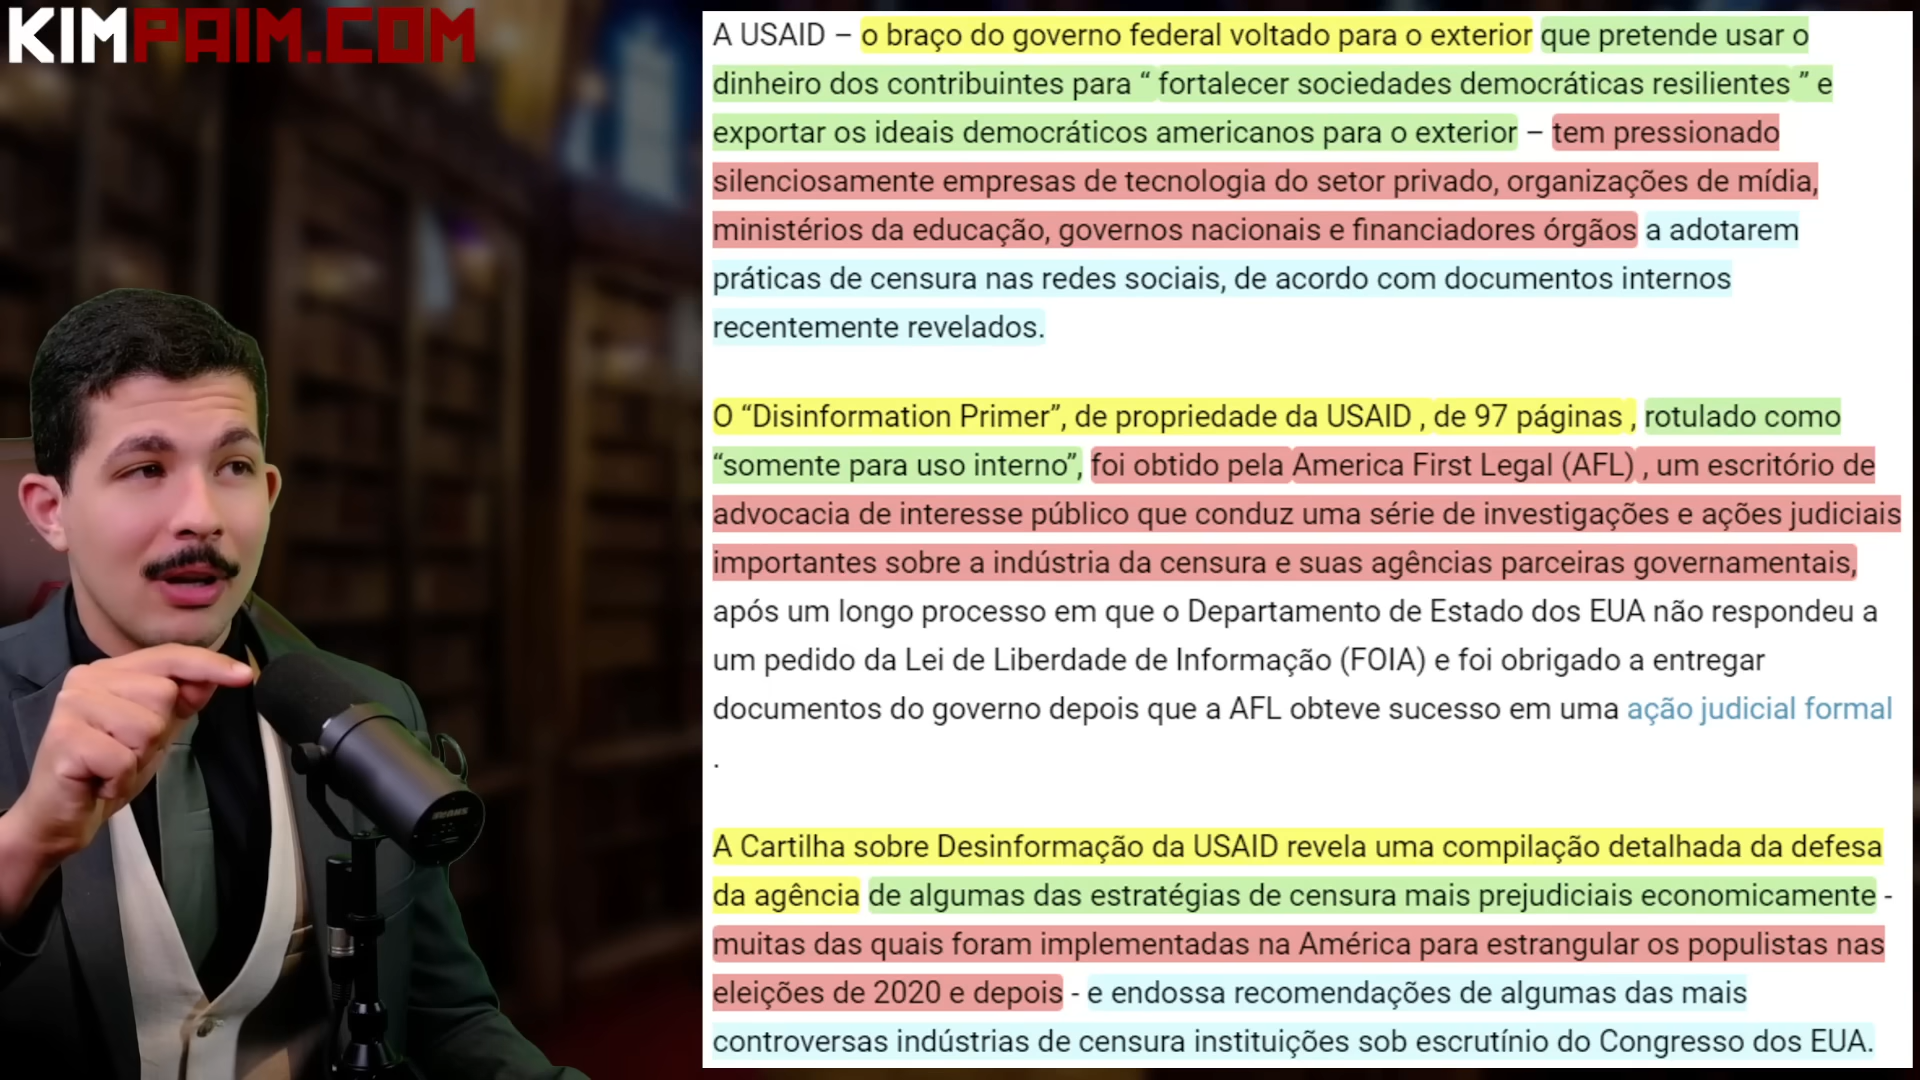 KIMPAIM.COM
A USAID – o braço do governo federal voltado para o exterior que pretende usar o
dinheiro dos contribuintes para “ fortalecer sociedades democráticas resilientes ” e
exportar os ideais democráticos americanos para o exterior – tem pressionado
silenciosamente empresas de tecnologia do setor privado, organizações de mídia,
ministérios da educação, governos nacionais e financiadores órgãos a adotarem
práticas de censura nas redes sociais, de acordo com documentos internos
recentemente revelados.
O “Disinformation Primer”, de propriedade da USAID , de 97 páginas , rotulado como
“somente para uso interno”, foi obtido pela America First Legal (AFL) , um escritório de
advocacia de interesse público que conduz uma série de investigações e ações judiciais
importantes sobre a indústria da censura e suas agências parceiras governamentais,
após um longo processo em que o Departamento de Estado dos EUA não respondeu a
um pedido da Lei de Liberdade de Informação (FOIA) e foi obrigado a entregar
documentos do governo depois que a AFL obteve sucesso em uma ação judicial formal
.
A Cartilha sobre Desinformação da USAID revela uma compilação detalhada da defesa
da agência de algumas das estratégias de censura mais prejudiciais economicamente -
muitas das quais foram implementadas na América para estrangular os populistas nas
eleições de 2020 e depois - e endossa recomendações de algumas das mais
controversas indústrias de censura instituições sob escrutínio do Congresso dos EUA.